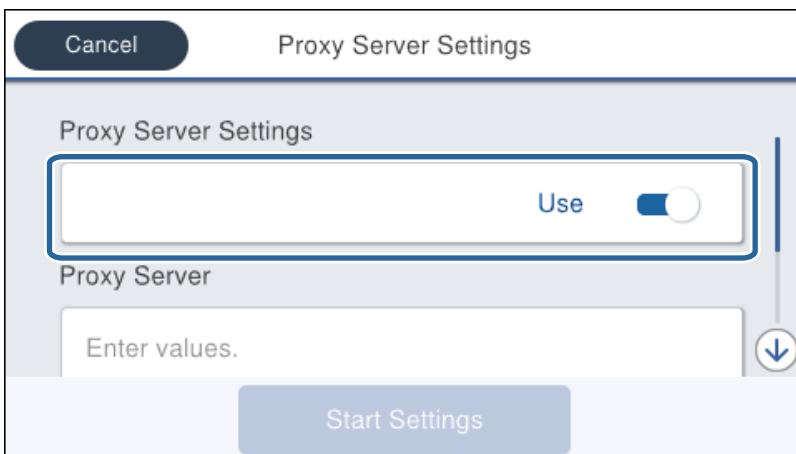 Cancel
Proxy Server Settings
Proxy Server Settings
Use
Proxy Server
Enter values.
Start Settings